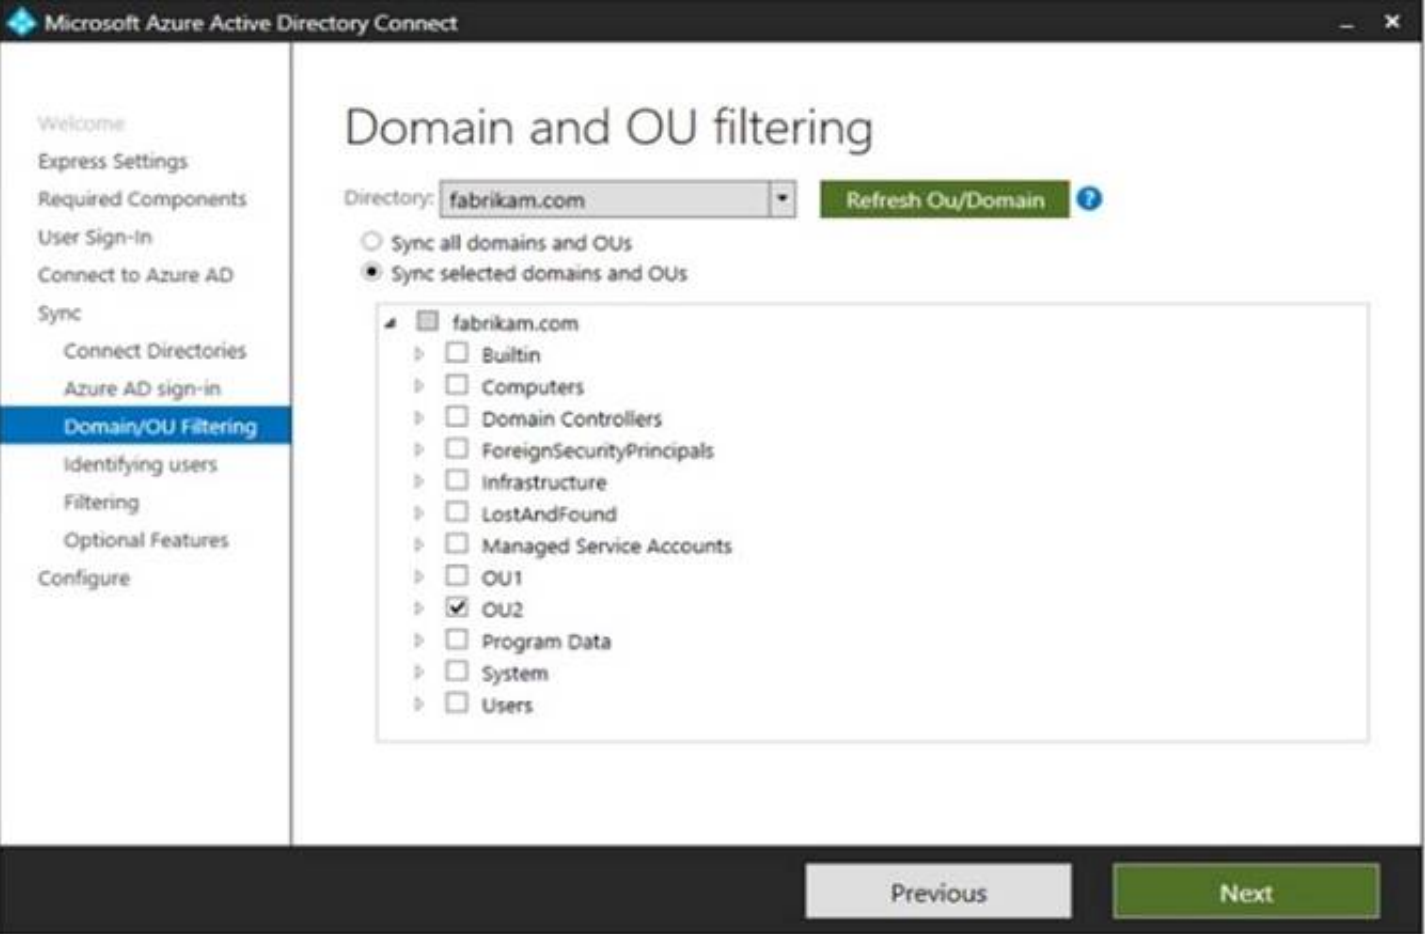 Microsoft Azure Active Directory Connect
Welcome
Express Settings
Required Components
User Sign-In
Connect to Azure AD
Sync
Connect Directories
Azure AD sign-in
Domain/OU Filtering
Identifying users
Filtering
Optional Features
Configure
Domain and OU filtering
Directory: fabrikam.com Refresh Ou/Domain ?
Sync all domains and OUs
Sync selected domains and OUs
fabrikam.com
Builtin
Computers
Domain Controllers
ForeignSecurityPrincipals
Infrastructure
LostAndFound
Managed Service Accounts
OU1
OU2
Program Data
System
Users
Previous Next